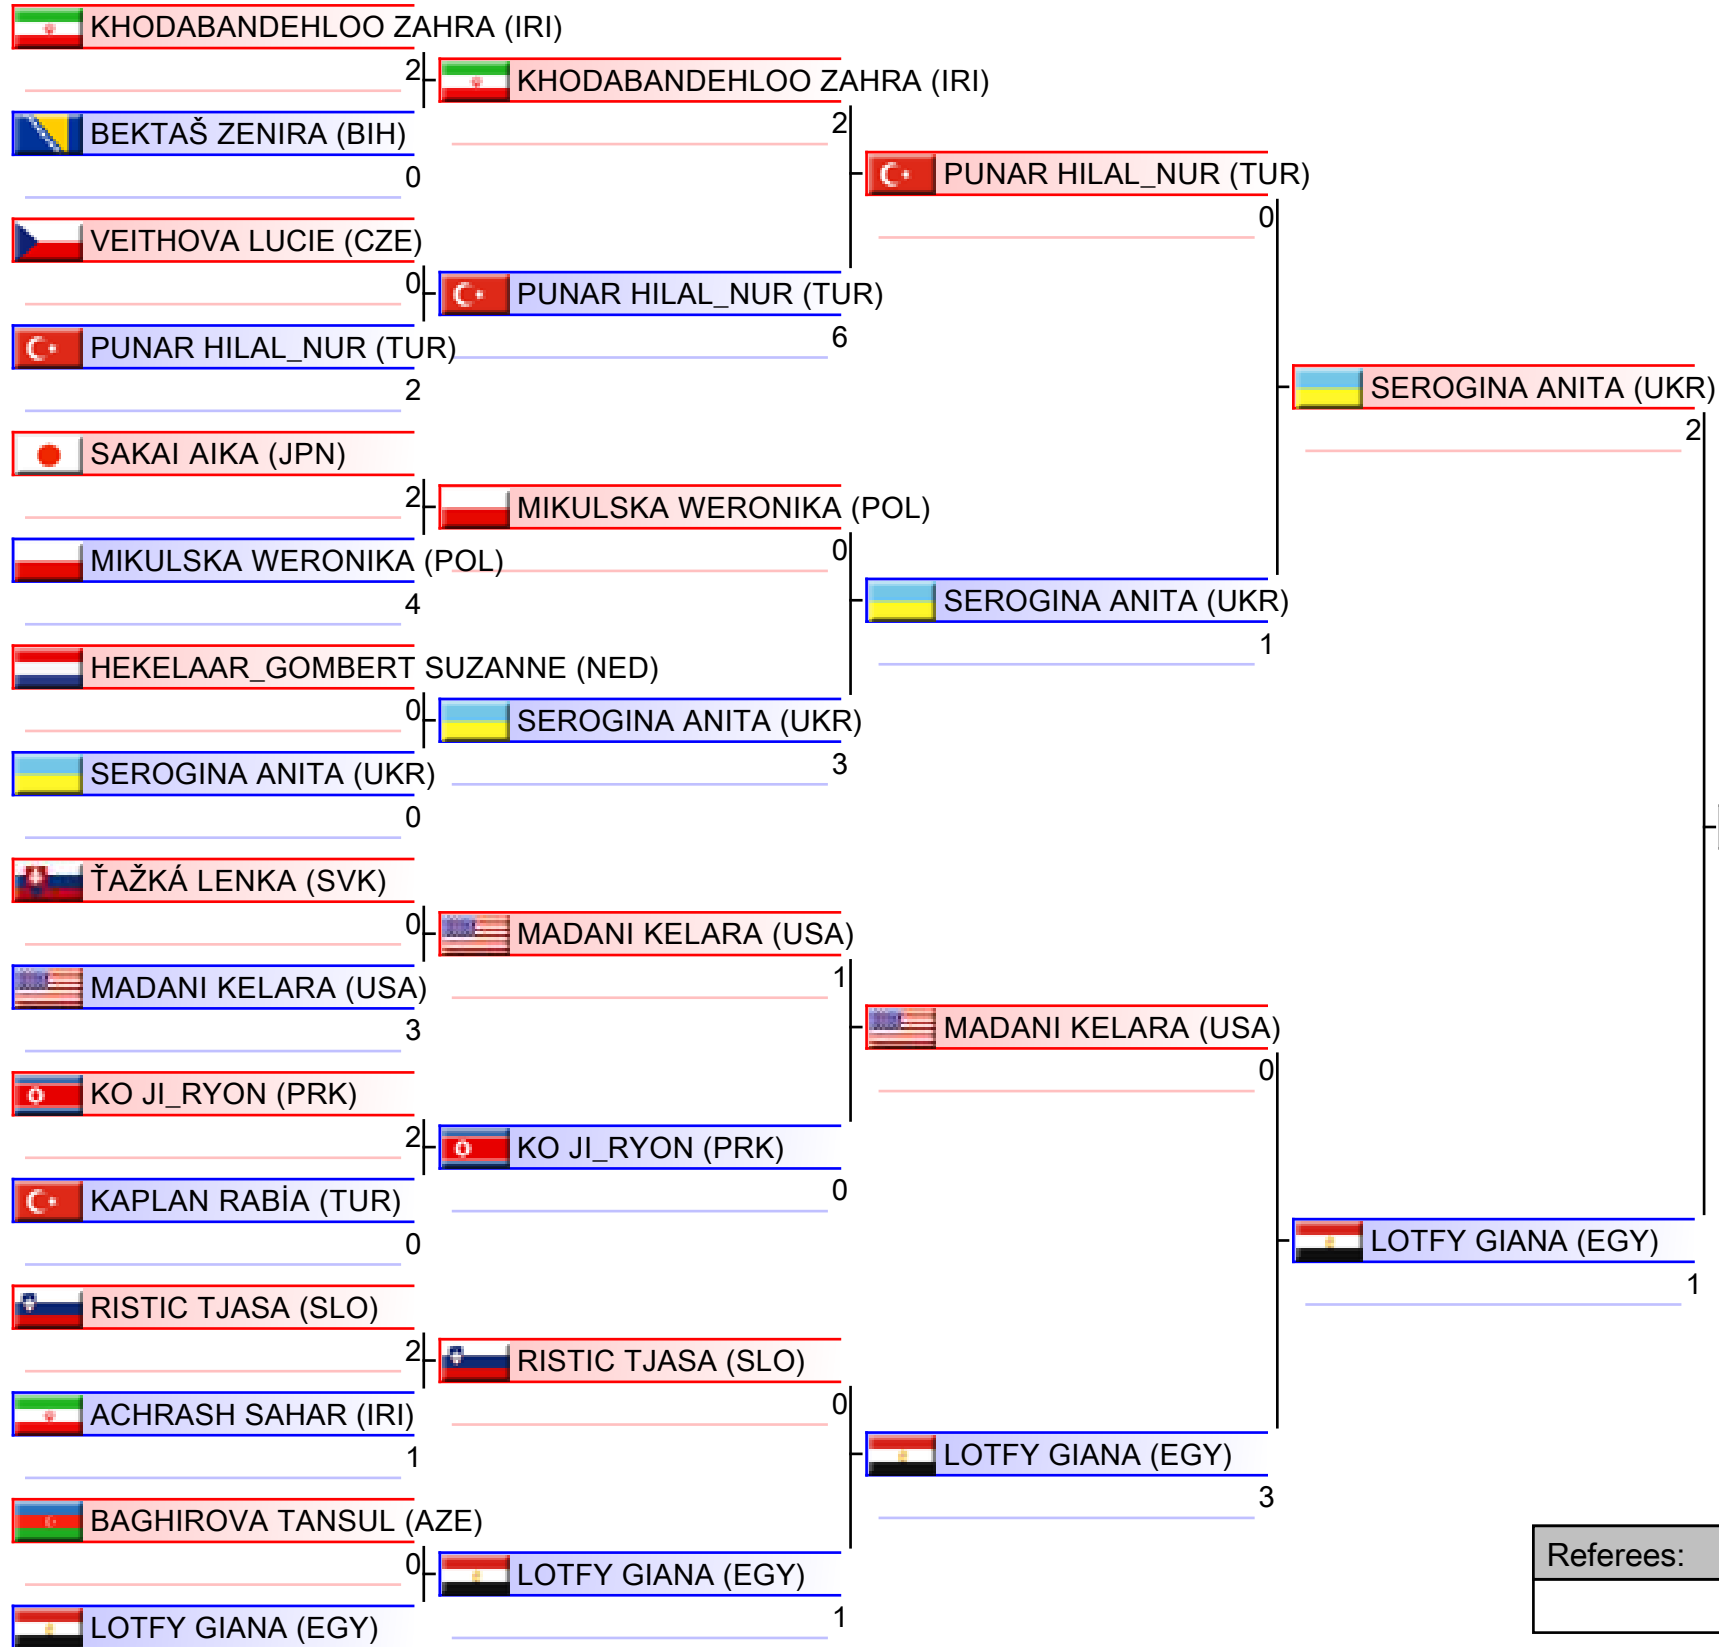 KHODABANDEHLOO ZAHRA (IRI)
2
BEKTAŠ ZENIRA (BIH)
0
VEITHOVA LUCIE (CZE)
0
PUNAR HILAL_NUR (TUR)
2
SAKAI AIKA (JPN)
2
MIKULSKA WERONIKA (POL)
4
HEKELAAR_GOMBERT SUZANNE (NED)
0
SEROGINA ANITA (UKR)
0
ŤAŽKÁ LENKA (SVK)
0
MADANI KELARA (USA)
3
KO JI_RYON (PRK)
2
KAPLAN RABİA (TUR)
0
RISTIC TJASA (SLO)
2
ACHRASH SAHAR (IRI)
1
BAGHIROVA TANSUL (AZE)
0
LOTFY GIANA (EGY)
KHODABANDEHLOO ZAHRA (IRI)
2
PUNAR HILAL_NUR (TUR)
6
MIKULSKA WERONIKA (POL)
0
SEROGINA ANITA (UKR)
3
MADANI KELARA (USA)
1
KO JI_RYON (PRK)
0
RISTIC TJASA (SLO)
0
LOTFY GIANA (EGY)
1
PUNAR HILAL_NUR (TUR)
0
SEROGINA ANITA (UKR)
1
MADANI KELARA (USA)
0
LOTFY GIANA (EGY)
3
SEROGINA ANITA (UKR)
2
LOTFY GIANA (EGY)
1
Referees: